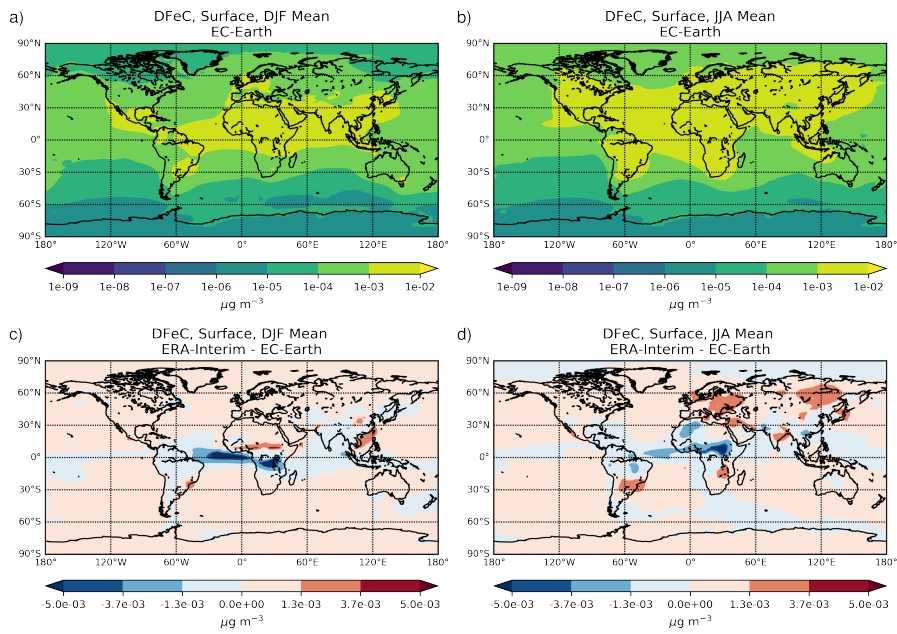 a)
DFeC, Surface, DJF Mean
EC-Earth
90°N
60°N
30°N
0°
30°S
60°S
90°S
180° 120°W 60°W 0° 60°E 120°E 180°
1e-09 1e-08 1e-07 1e-06 1e-05 1e-04 1e-03 1e-02
µg m⁻³
b)
DFeC, Surface, JJA Mean
EC-Earth
90°N
60°N
30°N
0°
30°S
60°S
90°S
180° 120°W 60°W 0° 60°E 120°E 180°
1e-09 1e-08 1e-07 1e-06 1e-05 1e-04 1e-03 1e-02
µg m⁻³
c)
DFeC, Surface, DJF Mean
ERA-Interim - EC-Earth
90°N
60°N
30°N
0°
30°S
60°S
90°S
180° 120°W 60°W 0° 60°E 120°E 180°
-5.0e-03 -3.7e-03 -1.3e-03 0.0e+00 1.3e-03 3.7e-03 5.0e-03
µg m⁻³
d)
DFeC, Surface, JJA Mean
ERA-Interim - EC-Earth
90°N
60°N
30°N
0°
30°S
60°S
90°S
180° 120°W 60°W 0° 60°E 120°E 180°
-5.0e-03 -3.7e-03 -1.3e-03 0.0e+00 1.3e-03 3.7e-03 5.0e-03
µg m⁻³